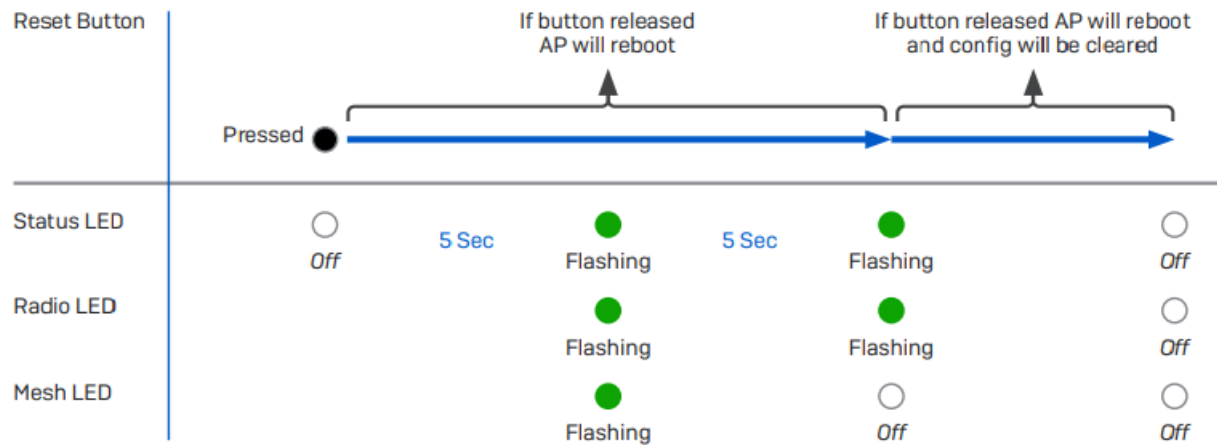 Reset Button
If button released
AP will reboot
If button released AP will reboot
and config will be cleared
Pressed
Status LED
Off
5 Sec
Flashing
5 Sec
Flashing
Off
Radio LED
Flashing
Flashing
Off
Mesh LED
Flashing
Off
Off